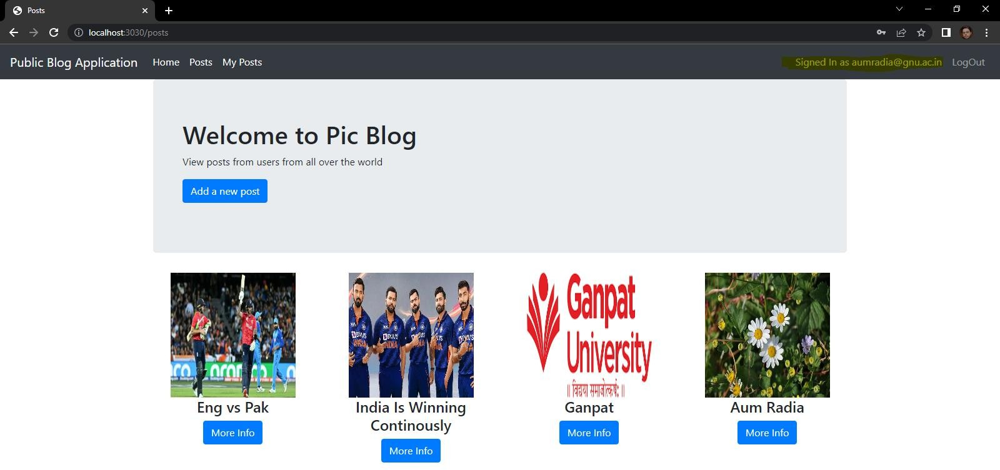 Posts
localhost:3030/posts
Public Blog Application Home Posts My Posts Signed In as aumradia@gnu.ac.in LogOut
Welcome to Pic Blog
View posts from users from all over the world
Add a new post
BYJU'S
INDIA
Ganpat
University
॥ विद्यया समाजोत्कर्षः ॥
Eng vs Pak
India Is Winning
Continously
Ganpat
Aum Radia
More Info
More Info
More Info
More Info